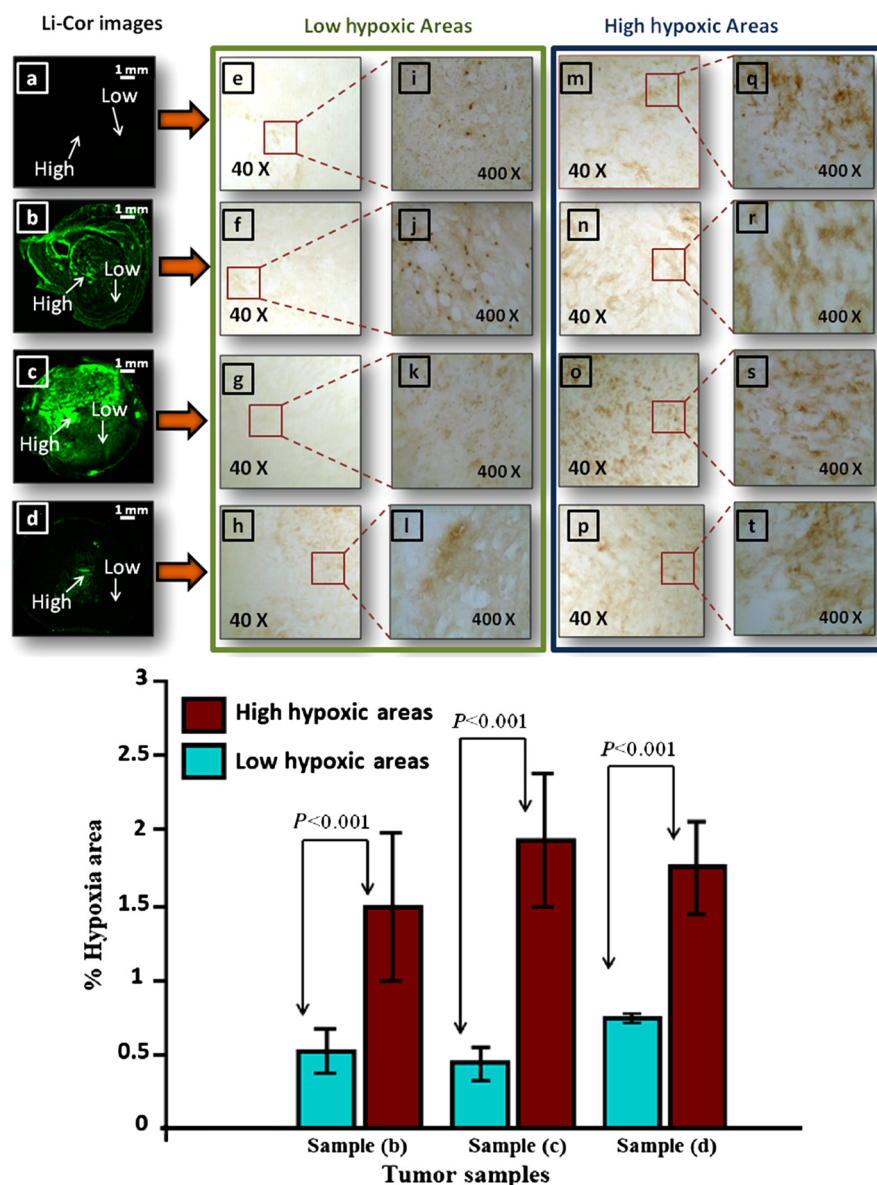 Li-Cor images
Low hypoxic Areas
High hypoxic Areas
a
1 mm
Low
High
e
40 X
i
400 X
m
40 X
q
400 X
b
1 mm
Low
High
f
40 X
j
400 X
n
40 X
r
400 X
c
1 mm
Low
High
g
40 X
k
400 X
o
40 X
s
400 X
d
1 mm
Low
High
h
40 X
l
400 X
p
40 X
t
400 X
3
2.5
2
1.5
1
0.5
0
% Hypoxia area
High hypoxic areas
Low hypoxic areas
P<0.001
P<0.001
P<0.001
Sample (b)
Sample (c)
Sample (d)
Tumor samples